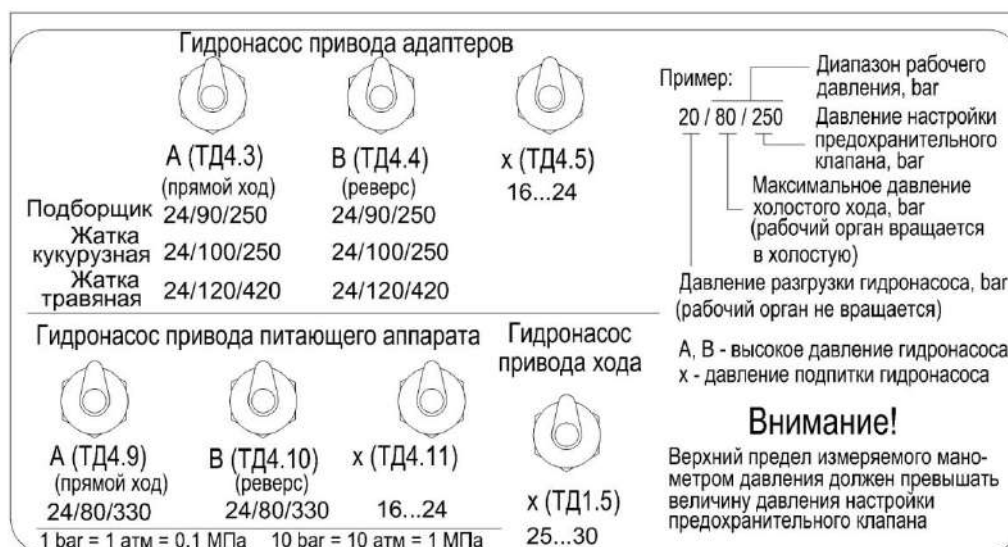 Гидронасос привода адаптеров
А (ТД4.3)
(прямой ход)
В (ТД4.4)
(реверс)
х (ТД4.5)
16...24
Подборщик 24/90/250 24/90/250
Жатка
кукурузная 24/100/250 24/100/250
Жатка
травяная 24/120/420 24/120/420
Пример:
20 / 80 / 250
Диапазон рабочего
давления, bar
Давление настройки
предохранительного
клапана, bar
Максимальное давление
холостого хода, bar
(рабочий орган вращается
в холостую)
Давление разгрузки гидронасоса, bar
(рабочий орган не вращается)
Гидронасос привода питающего аппарата
А (ТД4.9)
(прямой ход)
24/80/330
В (ТД4.10)
(реверс)
24/80/330
х (ТД4.11)
16...24
Гидронасос
привода хода
х (ТД1.5)
25...30
А, В - высокое давление гидронасоса
х - давление подпитки гидронасоса
Внимание!
Верхний предел измеряемого мано-
метром давления должен превышать
величину давления настройки
предохранительного клапана
1 bar = 1 атм = 0,1 МПа 10 bar = 10 атм = 1 МПа